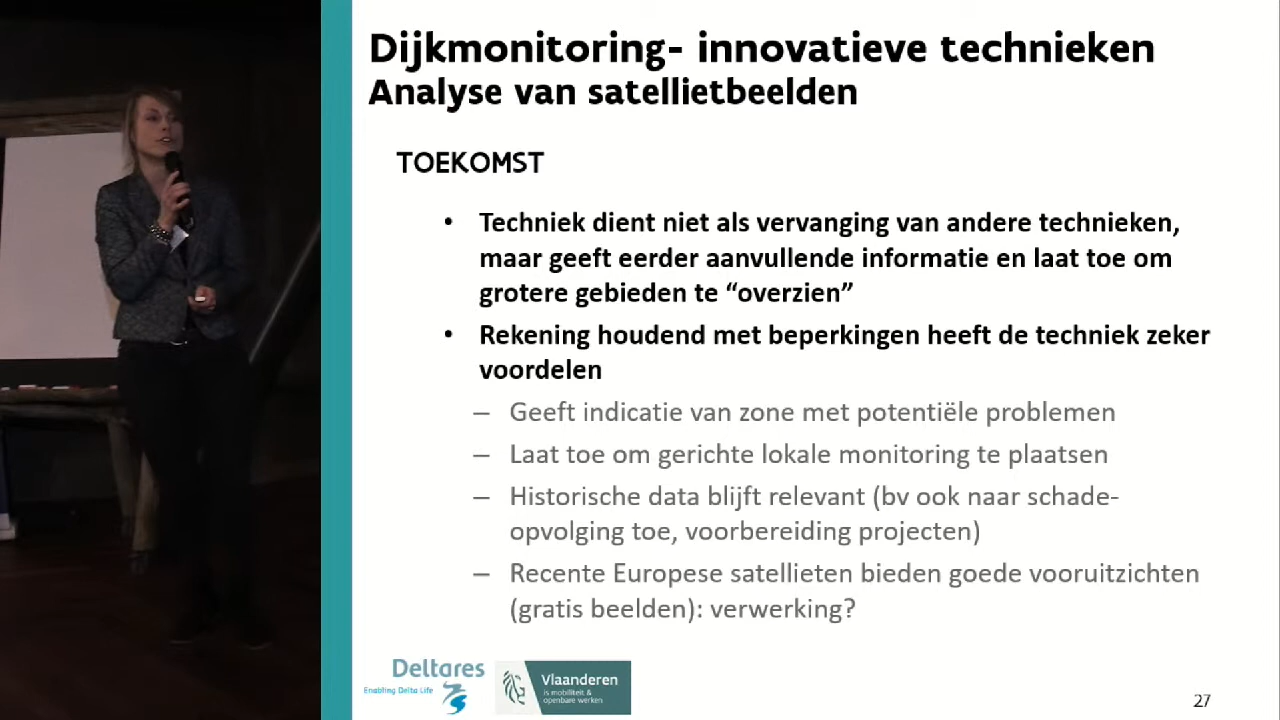 Dijkmonitoring- innovatieve technieken
Analyse van satellietbeelden
TOEKOMST
• Techniek dient niet als vervanging van andere technieken,
maar geeft eerder aanvullende informatie en laat toe om
grotere gebieden te “overzien”
• Rekening houdend met beperkingen heeft de techniek zeker
voordelen
– Geeft indicatie van zone met potentiële problemen
– Laat toe om gerichte lokale monitoring te plaatsen
– Historische data blijft relevant (bv ook naar schade-
opvolging toe, voorbereiding projecten)
– Recente Europese satellieten bieden goede vooruitzichten
(gratis beelden): verwerking?
Deltares
Enabling Delta Life
Vlaanderen
is mobiliteit &
openbare werken
27